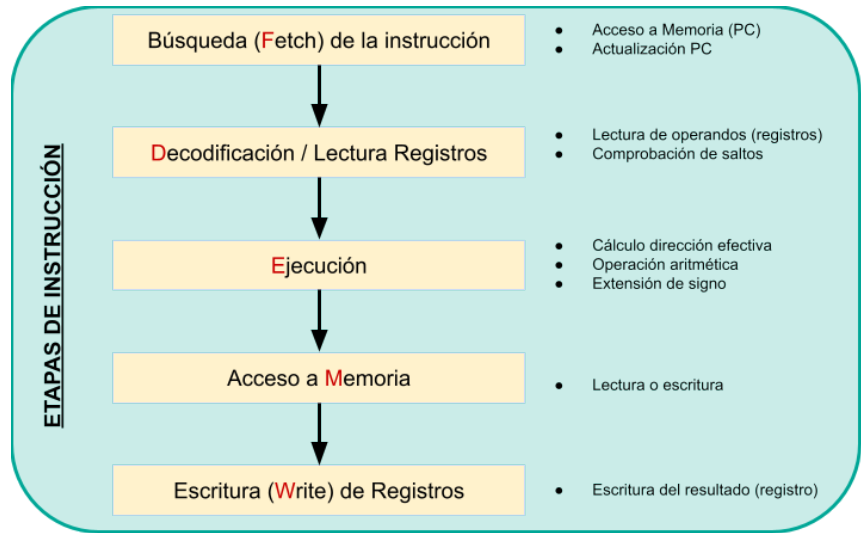 ETAPAS DE INSTRUCCIÓN
Búsqueda (Fetch) de la instrucción
● Acceso a Memoria (PC)
● Actualización PC
Decodificación / Lectura Registros
● Lectura de operandos (registros)
● Comprobación de saltos
Ejecución
● Cálculo dirección efectiva
● Operación aritmética
● Extensión de signo
Acceso a Memoria
● Lectura o escritura
Escritura (Write) de Registros
● Escritura del resultado (registro)